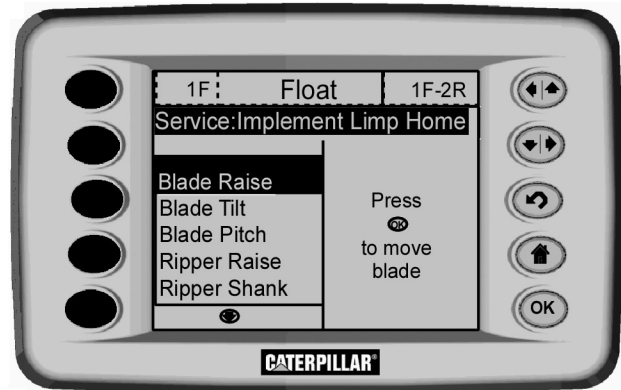 1F
Float
1F-2R
Service:Implement Limp Home
Blade Raise
Blade Tilt
Blade Pitch
Ripper Raise
Ripper Shank
Press
OK
to move
blade
OK
CATERPILLAR®